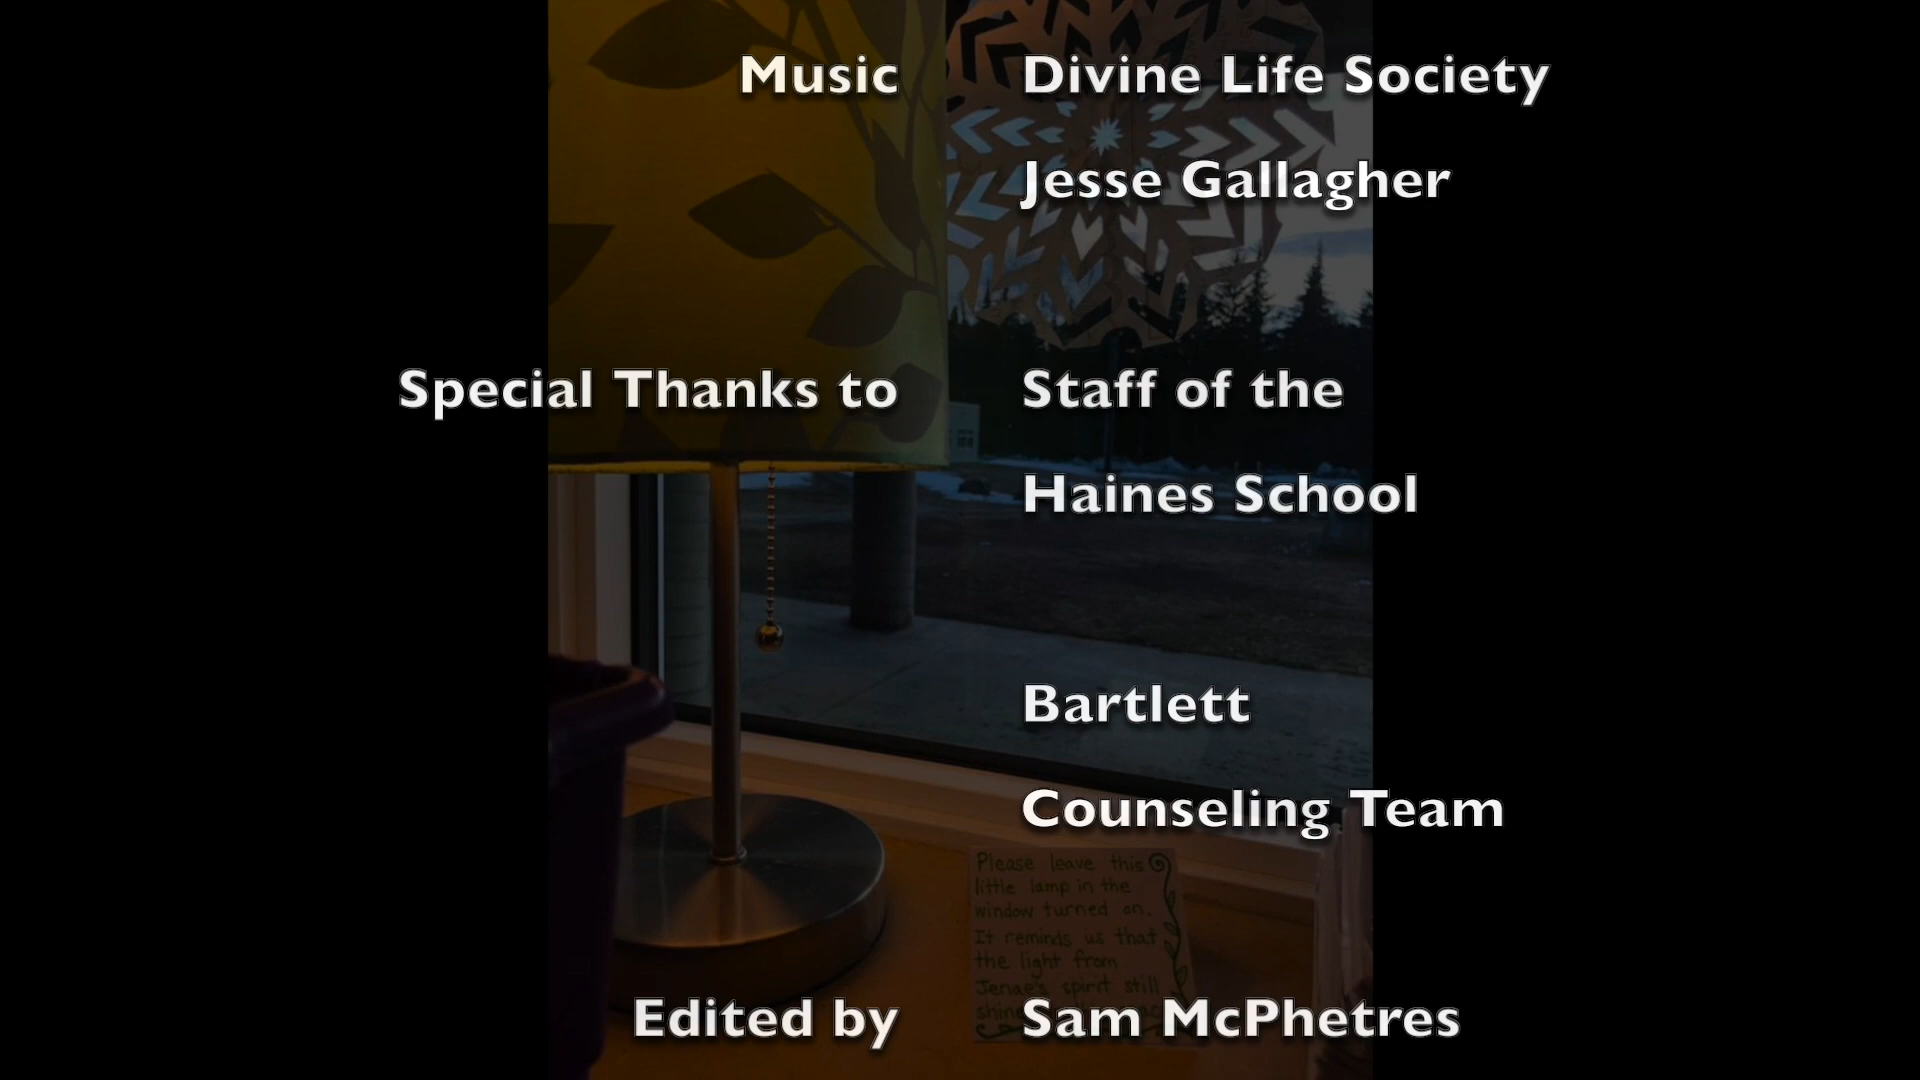 Music Divine Life Society
Jesse Gallagher
Special Thanks to Staff of the
Haines School
Bartlett
Counseling Team
Please leave this
little lamp in the
window turned on.
It reminds us that
the light from
Jenae's spirit still
Edited by Sam McPhetres